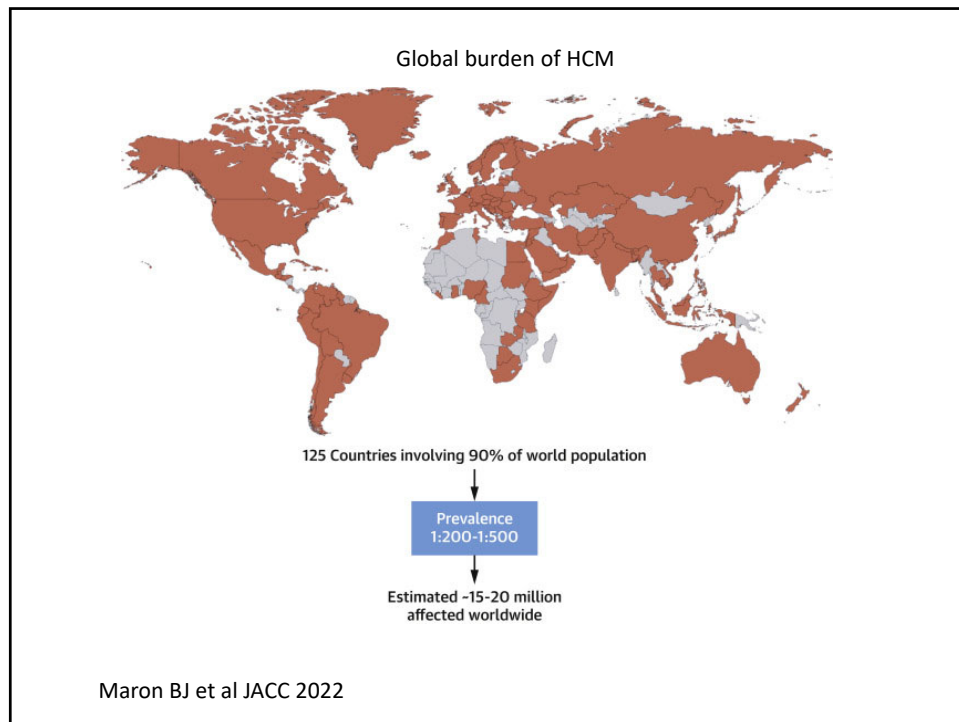 Global burden of HCM
125 Countries involving 90% of world population
Prevalence
1:200-1:500
Estimated ~15-20 million
affected worldwide
Maron BJ et al JACC 2022